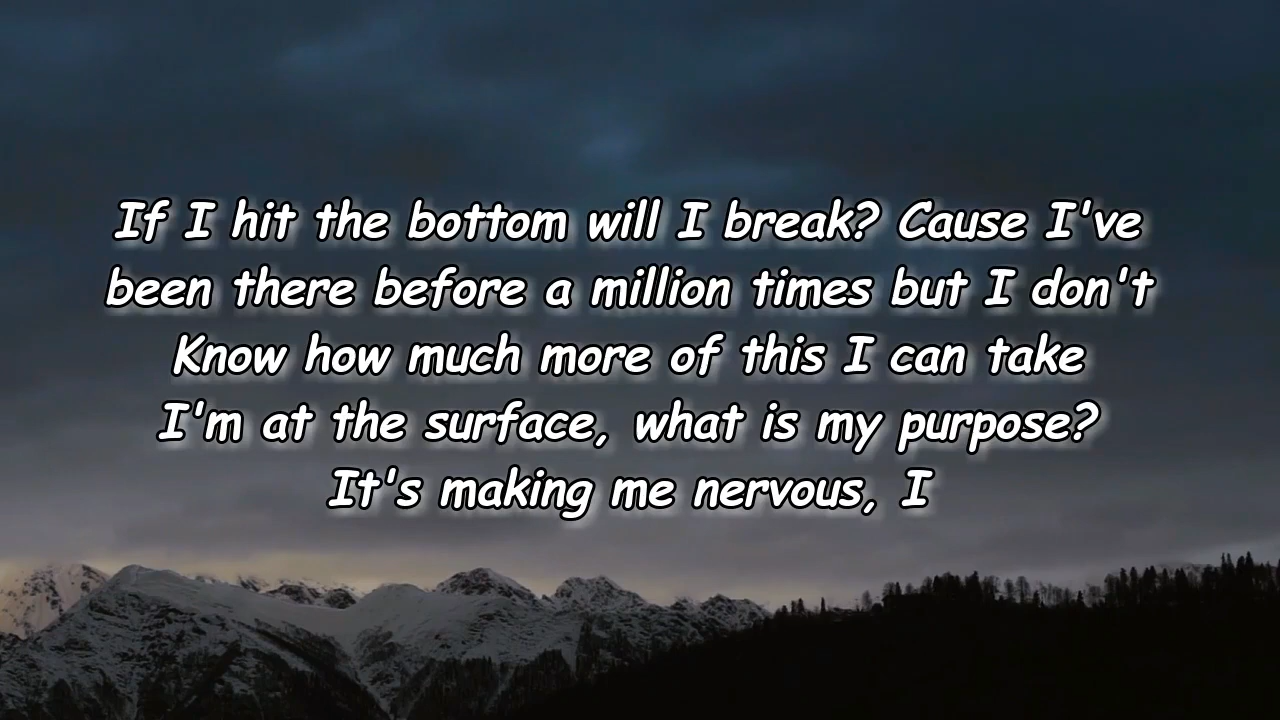 If I hit the bottom will I break? Cause I've
been there before a million times but I don't
Know how much more of this I can take
I'm at the surface, what is my purpose?
It's making me nervous, I